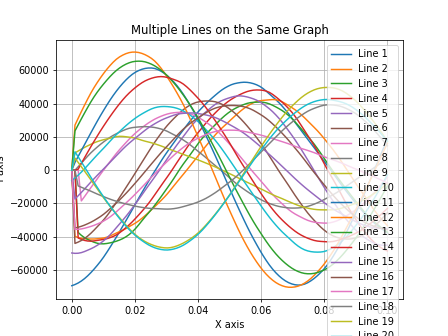 Multiple Lines on the Same Graph
60000
40000
20000
0
−20000
−40000
−60000
axis
0.00
0.02
0.04
0.06
X axis
Line 1
Line 2
Line 3
Line 4
Line 5
Line 6
Line 7
Line 8
Line 9
Line 10
Line 11
Line 12
Line 13
Line 14
Line 15
Line 16
Line 17
Line 18
Line 19
Line 20